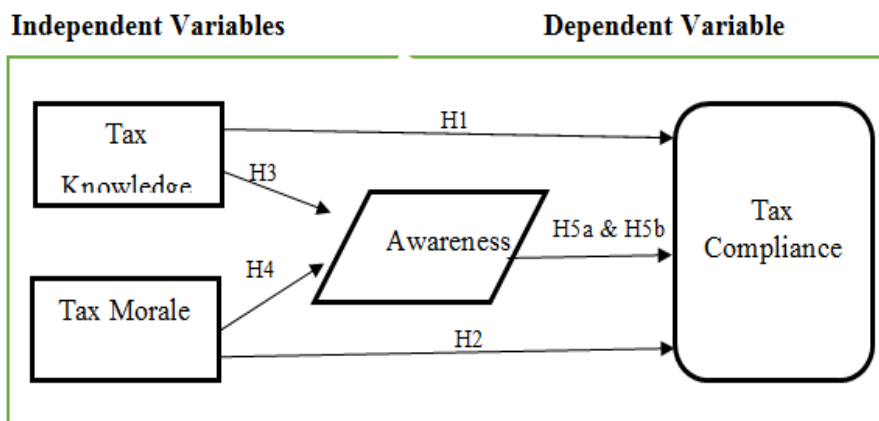 Independent Variables
Dependent Variable
Tax
Knowledge
H1
H3
Awareness
H5a & H5b
Tax
Compliance
H4
Tax Morale
H2